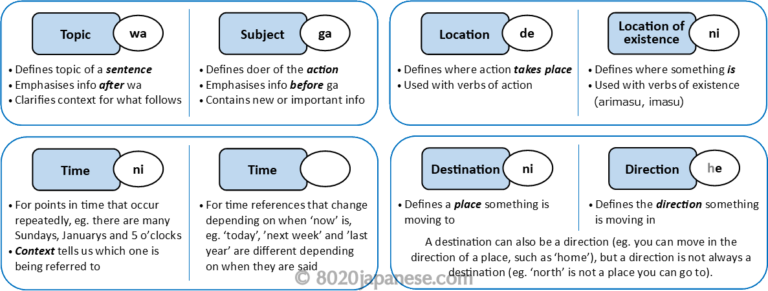 Topic wa
• Defines topic of a sentence
• Emphasises info after wa
• Clarifies context for what follows
Subject ga
• Defines doer of the action
• Emphasises info before ga
• Contains new or important info
Location de
• Defines where action takes place
• Used with verbs of action
Location of
existence ni
• Defines where something is
• Used with verbs of existence
(arimasu, imasu)
Time ni
• For points in time that occur
repeatedly, eg. there are many
Sundays, Januarys and 5 o’clocks
• Context tells us which one is
being referred to
Time
• For time references that change
depending on when ‘now’ is,
eg. ‘today’, ’next week’ and ’last
year’ are different depending
on when they are said
Destination ni
• Defines a place something is
moving to
Direction he
• Defines the direction something
is moving in
A destination can also be a direction (eg. you can move in the
direction of a place, such as ‘home’), but a direction is not always a
destination (eg. ‘north’ is not a place you can go to).
© 8020japanese.com